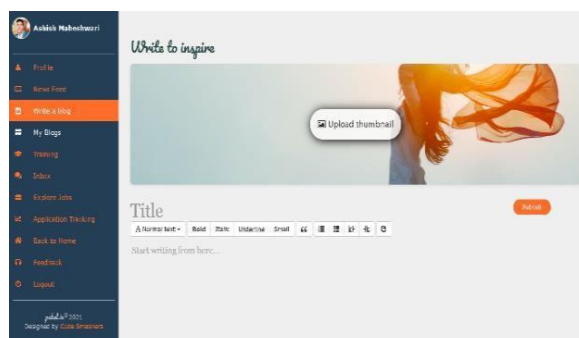 Ashish Maheshwari
Profile
News Feed
Write a blog
My Blogs
Training
Inbox
Explore Jobs
Application Tracking
Back to Home
Feedback
Logout
2021
Designed by Code Smashers
Write to inspire
Upload thumbnail
Title
Publish
A Normal text Bold Italic Underline Small
Start writing from here...